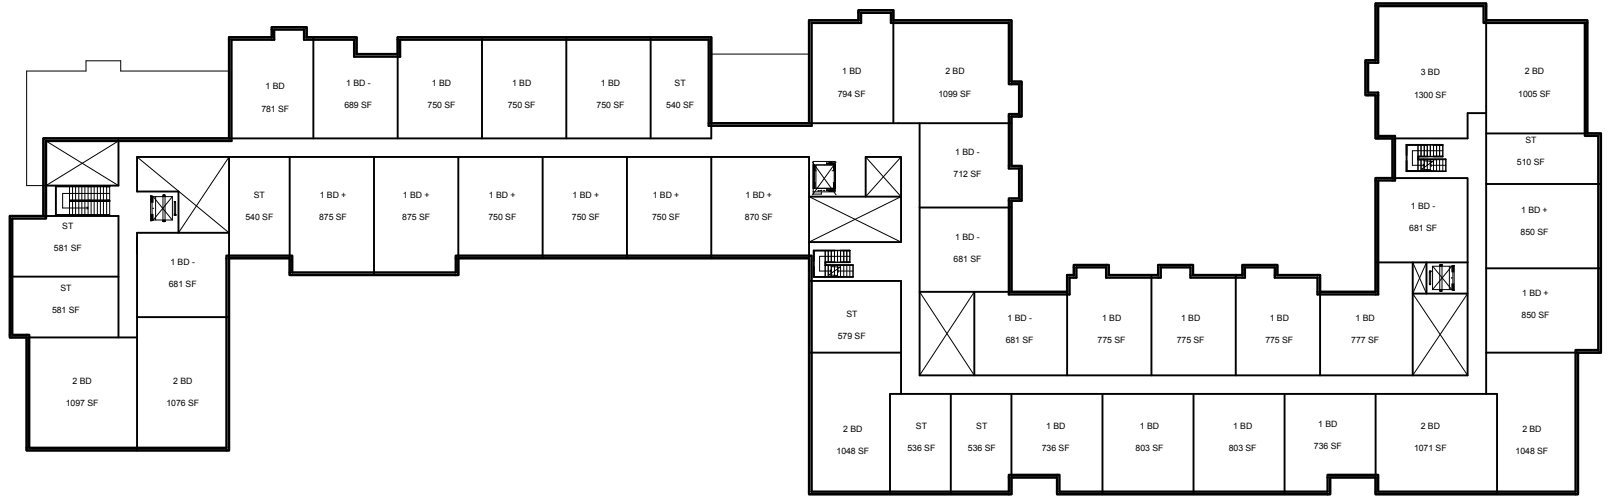 1 BD
781 SF
1 BD -
689 SF
1 BD
750 SF
1 BD
750 SF
1 BD
750 SF
ST
540 SF
1 BD
794 SF
2 BD
1099 SF
3 BD
1300 SF
2 BD
1005 SF
1 BD -
712 SF
ST
510 SF
ST
540 SF
1 BD +
875 SF
1 BD +
875 SF
1 BD +
750 SF
1 BD +
750 SF
1 BD +
750 SF
1 BD +
870 SF
1 BD -
681 SF
1 BD +
850 SF
ST
581 SF
1 BD -
681 SF
1 BD -
681 SF
1 BD +
850 SF
ST
581 SF
ST
579 SF
1 BD -
681 SF
1 BD
775 SF
1 BD
775 SF
1 BD
775 SF
1 BD
777 SF
2 BD
1097 SF
2 BD
1076 SF
2 BD
1048 SF
ST
536 SF
ST
536 SF
1 BD
736 SF
1 BD
803 SF
1 BD
803 SF
1 BD
736 SF
2 BD
1071 SF
2 BD
1048 SF